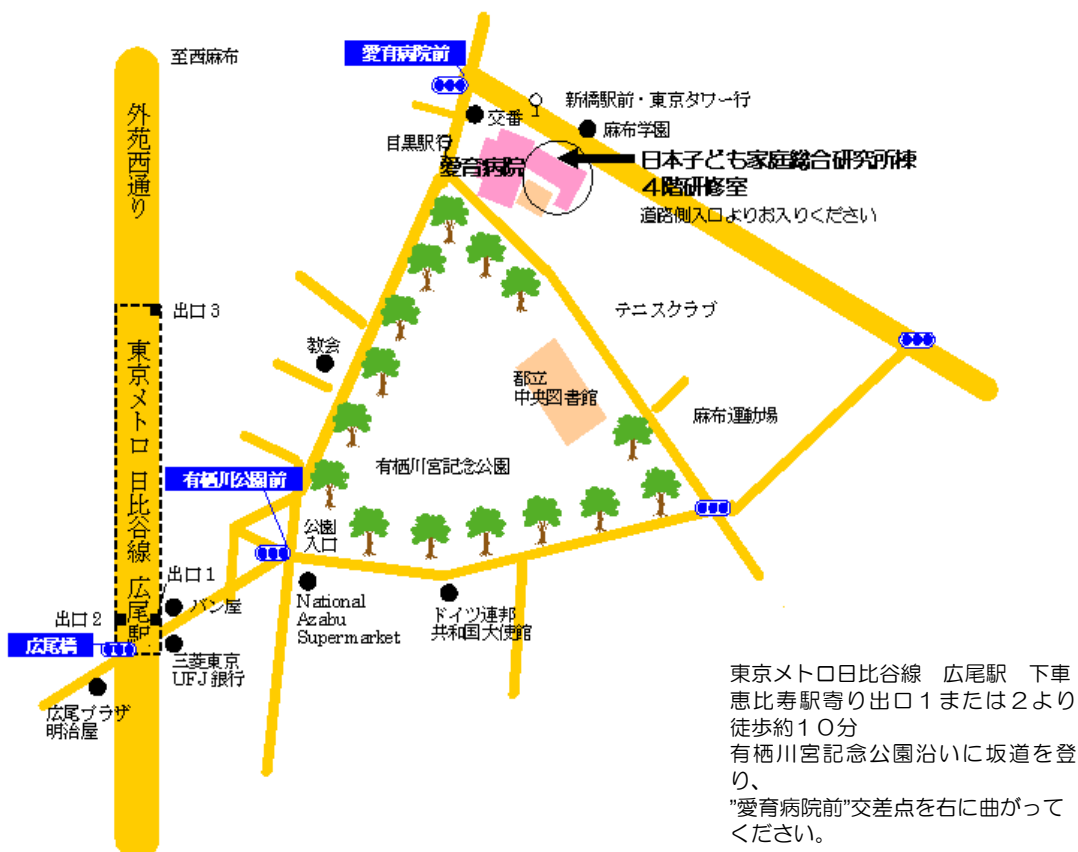 至西麻布
愛育病院前
外苑西通り
新橋駅前・東京タワー行
交番
麻布学園
目黒駅行
愛育病院
日本子ども家庭総合研究所棟
４階研修室
道路側入口よりお入りください
出口３
テニスクラブ
教会
東京メトロ 日比谷線 広尾駅
都立
中央図書館
麻布運動場
有栖川宮記念公園
有栖川公園前
公園
入口
出口１
パン屋
出口２
広尾橋
National
Azabu
Supermarket
ドイツ連邦
共和国大使館
三菱東京
UFJ銀行
広尾プラザ
明治屋
東京メトロ日比谷線　広尾駅　下車
恵比寿駅寄り出口１または２より
徒歩約１０分
有栖川宮記念公園沿いに坂道を登
り、
”愛育病院前”交差点を右に曲がって
ください。